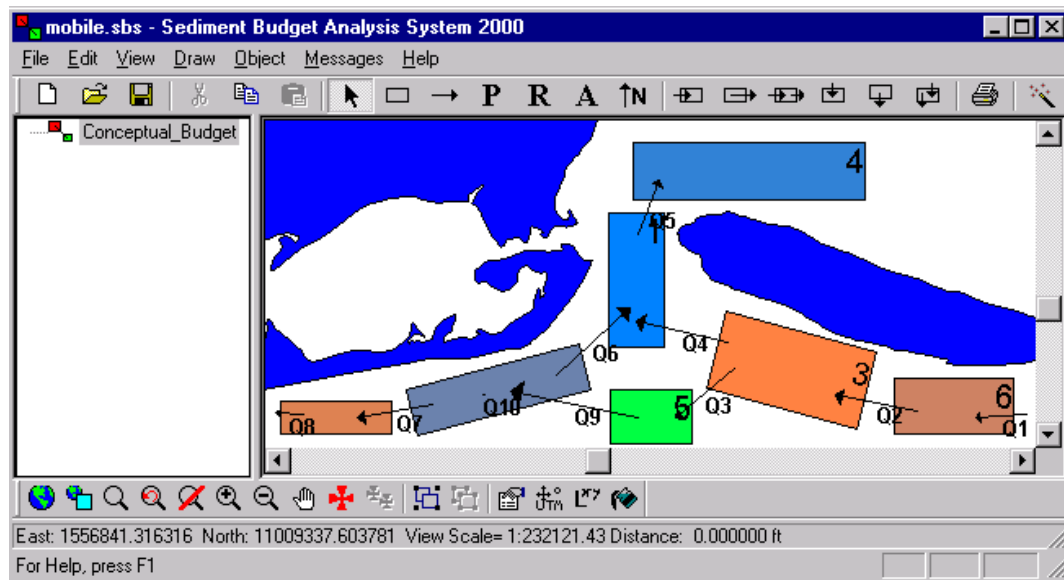 mobile.sbs - Sediment Budget Analysis System 2000
File Edit View Draw Object Messages Help
P R A N
Conceptual_Budget
4
Q5
1
Q6 Q4
3
6
Q8 Q7 Q10 Q9 5 Q3 Q2 Q1
UTM XY
East: 1556841.316316 North: 11009337.603781 View Scale= 1:232121.43 Distance: 0.000000 ft
For Help, press F1